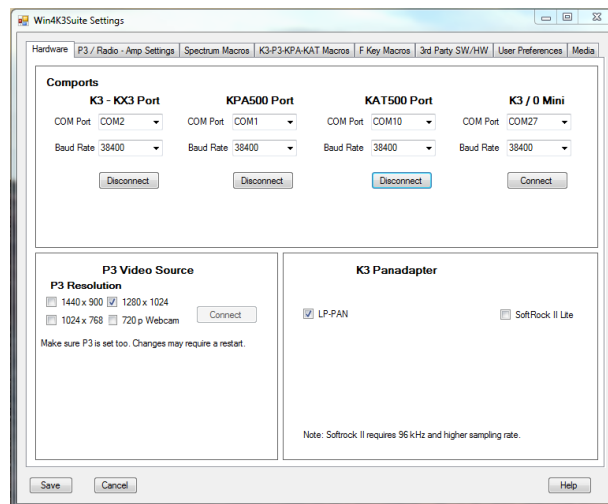 Win4K3Suite Settings
Hardware P3 / Radio - Amp Settings Spectrum Macros K3-P3-KPA-KAT Macros F Key Macros 3rd Party SW/HW User Preferences Media
Comports
K3 - KX3 Port KPA500 Port KAT500 Port K3 / 0 Mini
COM Port COM2 COM Port COM1 COM Port COM10 COM Port COM27
Baud Rate 38400 Baud Rate 38400 Baud Rate 38400 Baud Rate 38400
Disconnect Disconnect Disconnect Connect
P3 Video Source
P3 Resolution
1440 x 900 1280 x 1024
1024 x 768 720 p Webcam Connect
Make sure P3 is set too. Changes may require a restart.
K3 Panadapter
LP-PAN SoftRock II Lite
Note: Softrock II requires 96 kHz and higher sampling rate.
Save Cancel Help